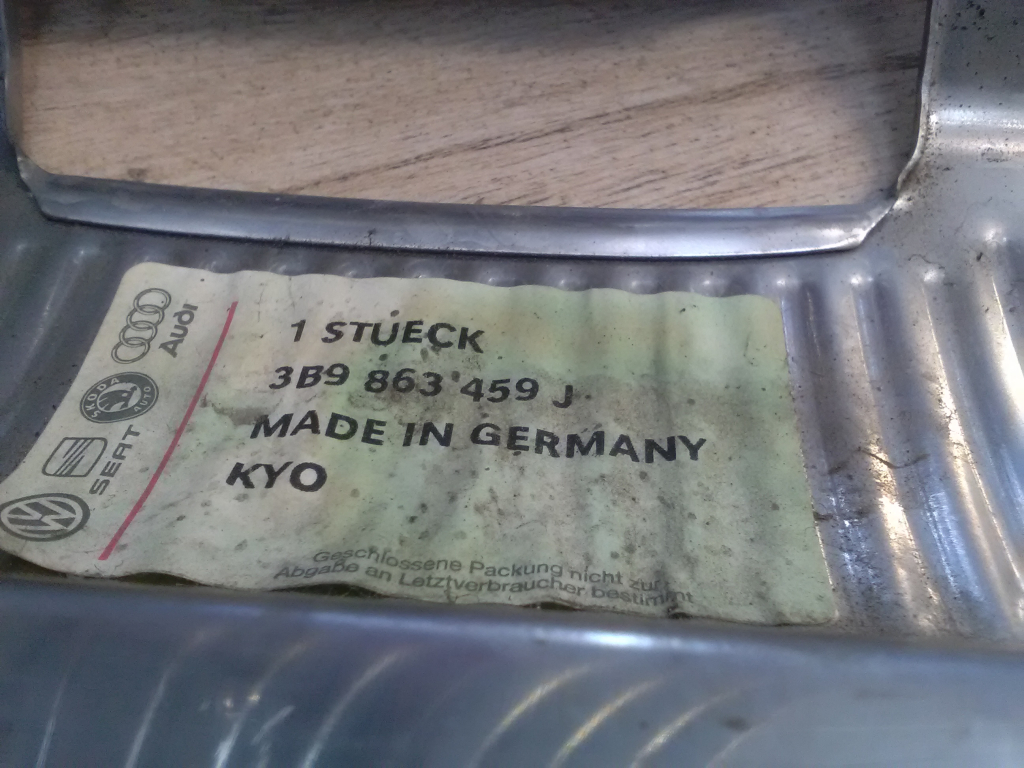 1 STUECK
3B9 863 459 J
MADE IN GERMANY
KYO
Geschlossene Packung nicht zur
Abgabe an Letztverbraucher bestimmt
Audi
SKODA AUTO
SEAT
VW